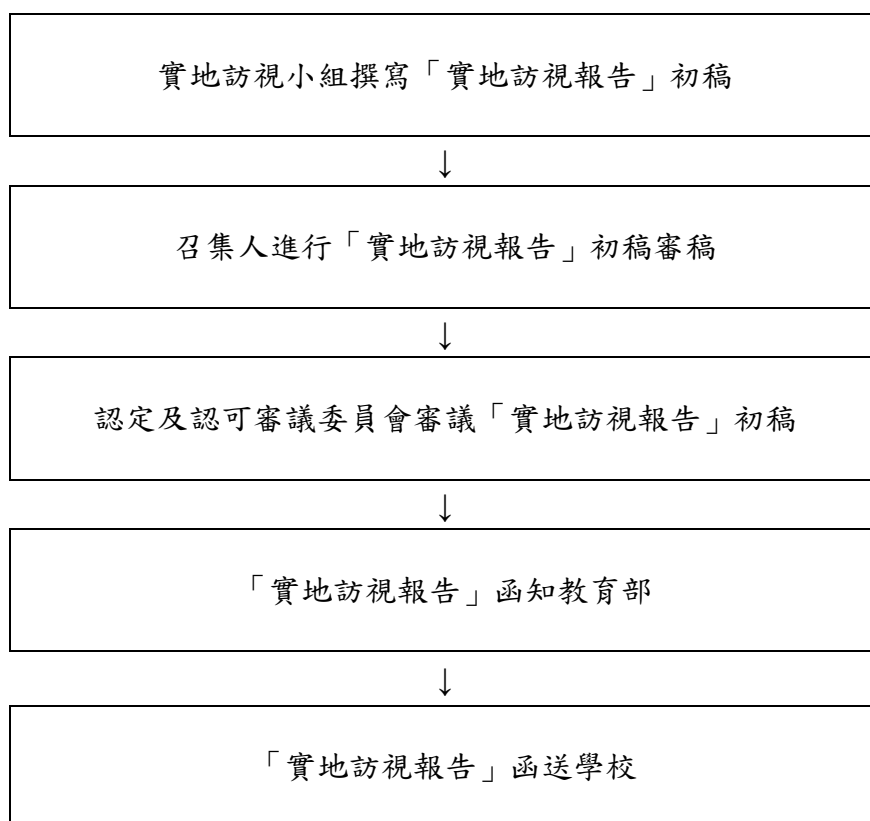 實地訪視小組撰寫「實地訪視報告」初稿
↓
召集人進行「實地訪視報告」初稿審稿
↓
認定及認可審議委員會審議「實地訪視報告」初稿
↓
「實地訪視報告」函知教育部
↓
「實地訪視報告」函送學校